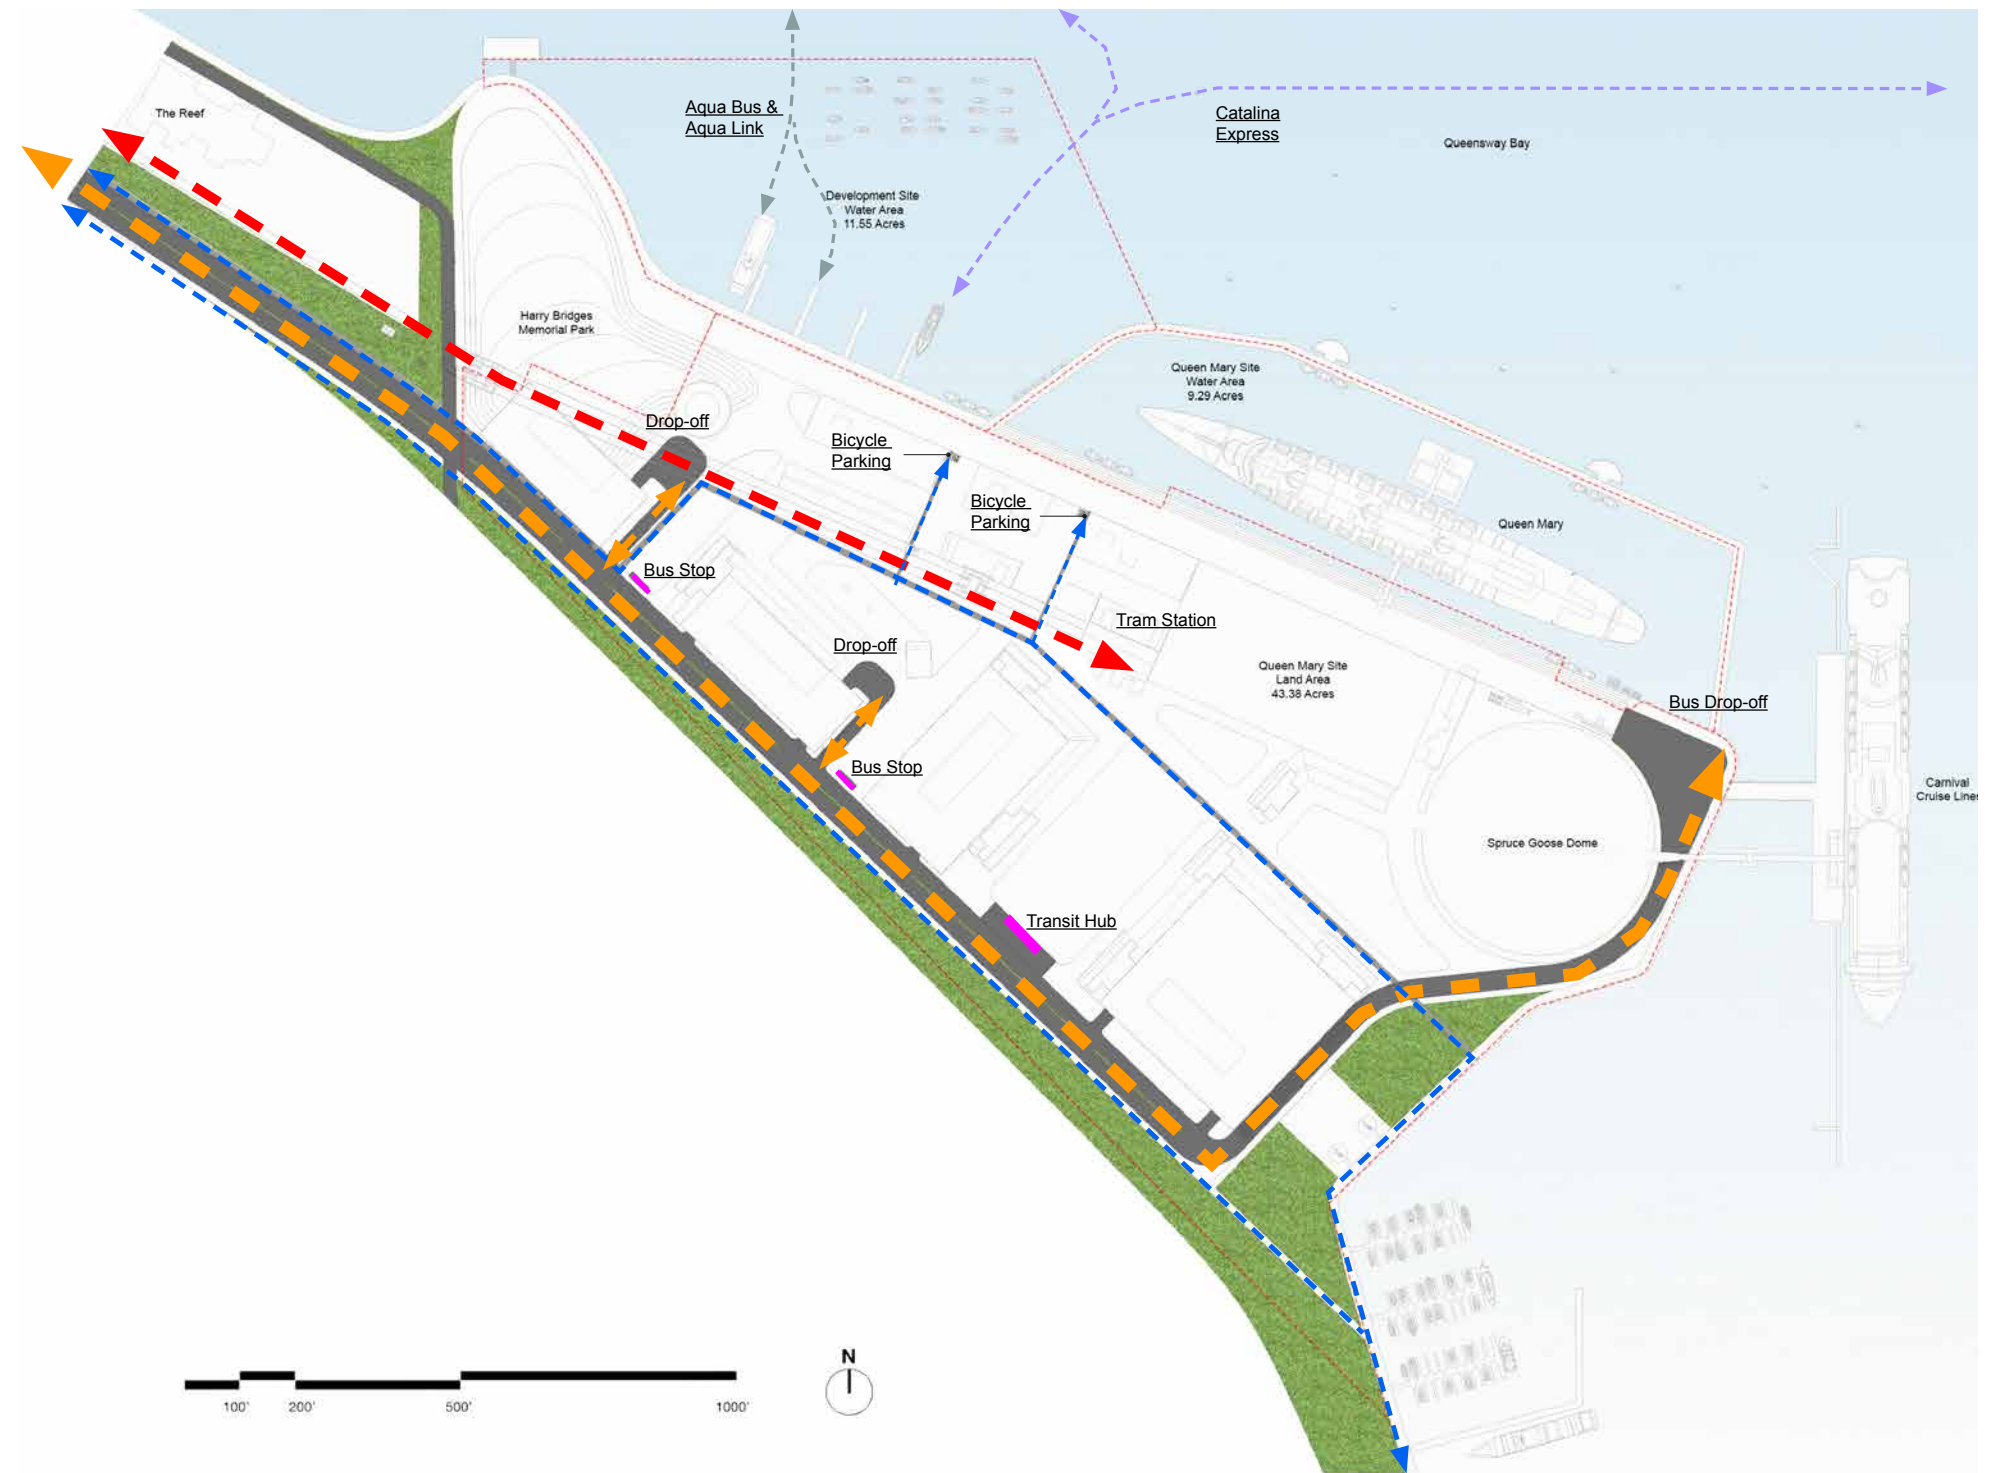 The Reef
Aqua Bus &
Aqua Link
Catalina
Express
Queensway Bay
Development Site
Water Area
11.55 Acres
Harry Bridges
Memorial Park
Queen Mary Site
Water Area
9.29 Acres
Drop-off
Bicycle
Parking
Bicycle
Parking
Queen Mary
Bus Stop
Tram Station
Drop-off
Queen Mary Site
Land Area
43.38 Acres
Bus Drop-off
Bus Stop
Carnival
Cruise Liner
Spruce Goose Dome
Transit Hub
N
100'
200'
500'
1000'